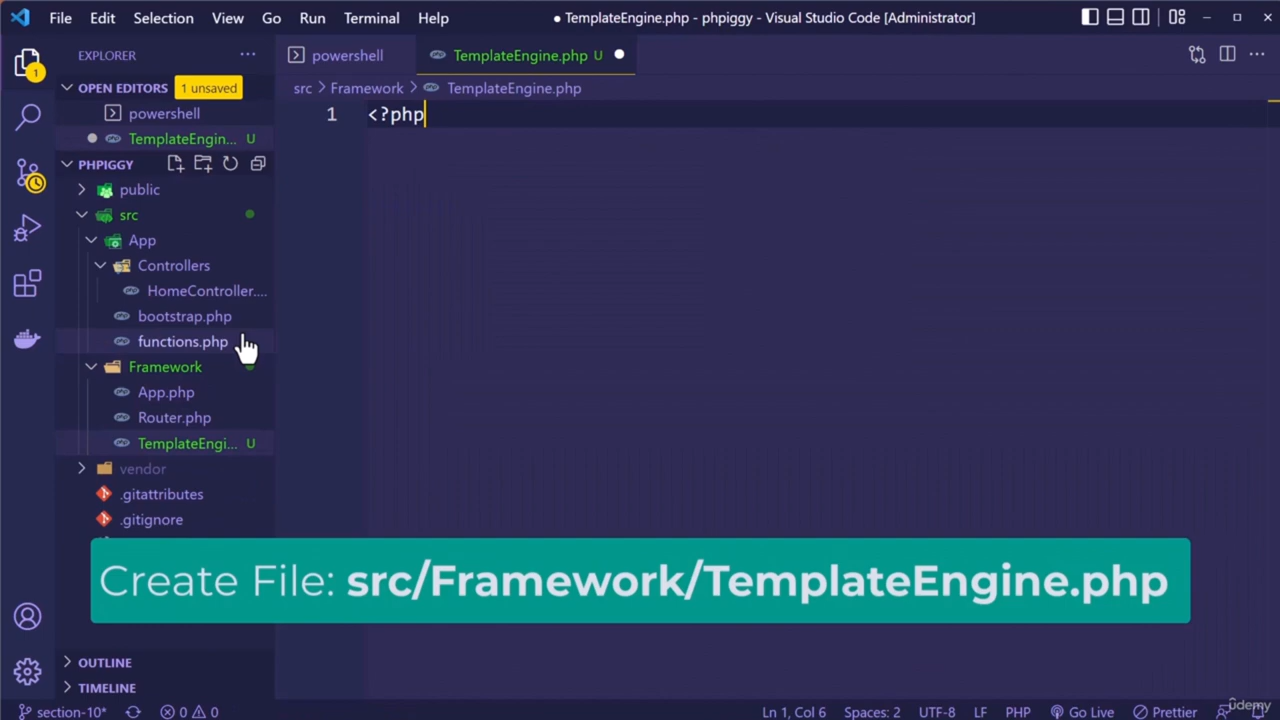 File Edit Selection View Go Run Terminal Help
● TemplateEngine.php - phpiggy - Visual Studio Code [Administrator]
EXPLORER
powershell
TemplateEngine.php U
OPEN EDITORS 1 unsaved
src > Framework > TemplateEngine.php
powershell
1 <?php
TemplateEngin... U
PHPIGGY
public
src
App
Controllers
HomeController....
bootstrap.php
functions.php
Framework
App.php
Router.php
TemplateEngi... U
vendor
.gitattributes
.gitignore
Create File: src/Framework/TemplateEngine.php
OUTLINE
TIMELINE
section-10* 0 0
Ln 1, Col 6 Spaces: 2 UTF-8 LF PHP Go Live Prettier
udemy